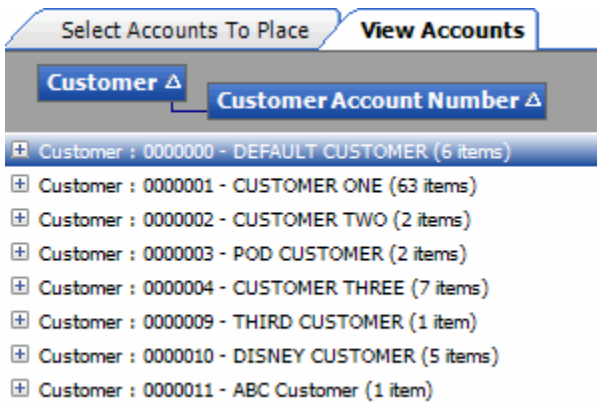 Select Accounts To Place
View Accounts
Customer
Customer Account Number
Customer : 0000000 - DEFAULT CUSTOMER (6 items)
Customer : 0000001 - CUSTOMER ONE (63 items)
Customer : 0000002 - CUSTOMER TWO (2 items)
Customer : 0000003 - POD CUSTOMER (2 items)
Customer : 0000004 - CUSTOMER THREE (7 items)
Customer : 0000009 - THIRD CUSTOMER (1 item)
Customer : 0000010 - DISNEY CUSTOMER (5 items)
Customer : 0000011 - ABC Customer (1 item)